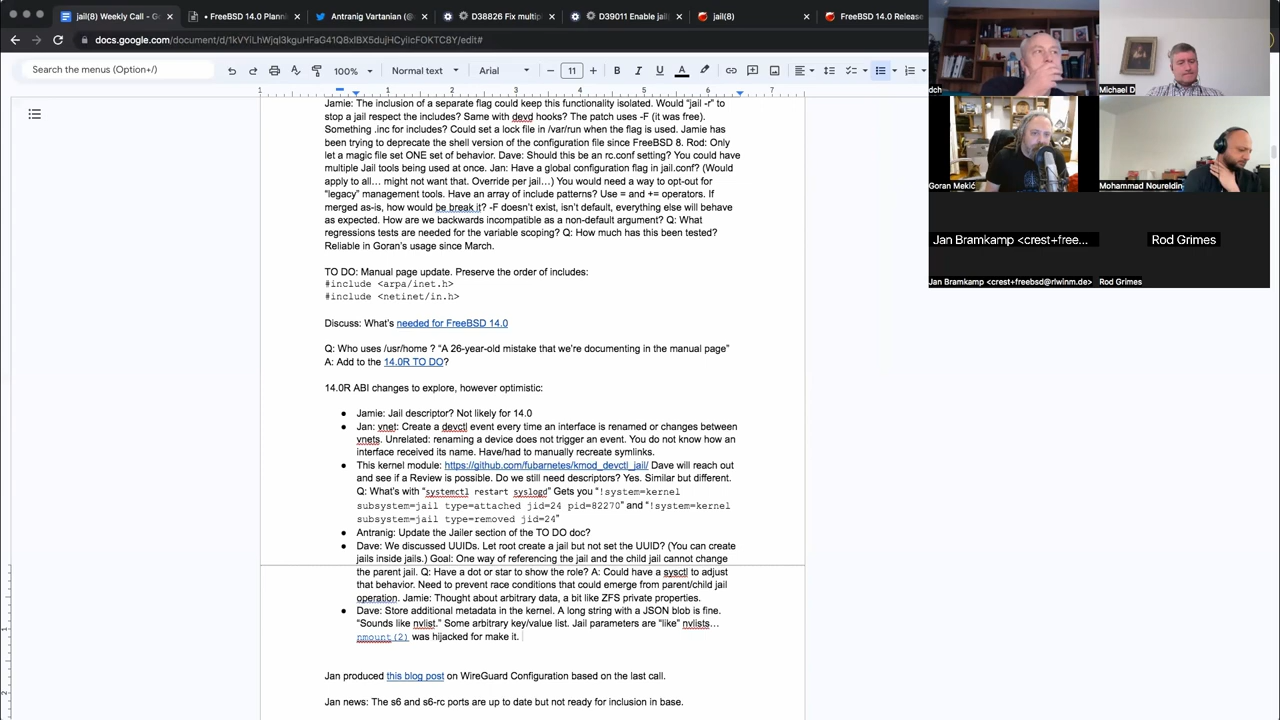 jail(8) Weekly Call - G
• FreeBSD 14.0 Planni
Antranig Vartanian (@
D38826 Fix multip
D39011 Enable jail
jail(8)
FreeBSD 14.0 Release
docs.google.com/document/d/1kVYiLhWjql3kguHFaG41Q8xIBX5dujHCyiIcFOKTC8Y/edit#
Search the menus (Option+/)
100%
Normal text
Arial
11
B I U A
1 1 2 3 4 5 6 7
Jamie: The inclusion of a separate flag could keep this functionality isolated. Would "jail -r" to
stop a jail respect the includes? Same with devd hooks? The patch uses -F (it was free).
Something .inc for includes? Could set a lock file in /var/run when the flag is used. Jamie has
been trying to deprecate the shell version of the configuration file since FreeBSD 8. Rod: Only
let a magic file set ONE set of behavior. Dave: Should this be an rc.conf setting? You could have
multiple Jail tools being used at once. Jan: Have a global configuration flag in jail.conf? (Would
apply to all… might not want that. Override per jail…) You would need a way to opt-out for
"legacy" management tools. Have an array of include patterns? Use = and += operators. If
merged as-is, how would be break it? -F doesn't exist, isn't default, everything else will behave
as expected. How are we backwards incompatible as a non-default argument? Q: What
regressions tests are needed for the variable scoping? Q: How much has this been tested?
Reliable in Goran's usage since March.
TO DO: Manual page update. Preserve the order of includes:
#include <arpa/inet.h>
#include <netinet/in.h>
Discuss: What's needed for FreeBSD 14.0
Q: Who uses /usr/home ? "A 26-year-old mistake that we're documenting in the manual page"
A: Add to the 14.0R TO DO?
14.0R ABI changes to explore, however optimistic:
● Jamie: Jail descriptor? Not likely for 14.0
● Jan: vnet: Create a devctl event every time an interface is renamed or changes between
vnets. Unrelated: renaming a device does not trigger an event. You do not know how an
interface received its name. Have/had to manually recreate symlinks.
● This kernel module: https://github.com/fubarnetes/kmod_devctl_jail/ Dave will reach out
and see if a Review is possible. Do we still need descriptors? Yes. Similar but different.
Q: What's with "systemctl restart syslogd" Gets you "!system=kernel
subsystem=jail type=attached jid=24 pid=82270" and "!system=kernel
subsystem=jail type=removed jid=24"
● Antranig: Update the Jailer section of the TO DO doc?
● Dave: We discussed UUIDs. Let root create a jail but not set the UUID? (You can create
jails inside jails.) Goal: One way of referencing the jail and the child jail cannot change
the parent jail. Q: Have a dot or star to show the role? A: Could have a sysctl to adjust
that behavior. Need to prevent race conditions that could emerge from parent/child jail
operation. Jamie: Thought about arbitrary data, a bit like ZFS private properties.
● Dave: Store additional metadata in the kernel. A long string with a JSON blob is fine.
"Sounds like nvlist." Some arbitrary key/value list. Jail parameters are "like" nvlists…
nmount(2) was hijacked for make it.
Jan produced this blog post on WireGuard Configuration based on the last call.
Jan news: The s6 and s6-rc ports are up to date but not ready for inclusion in base.
dch
Michael D
Goran Mekić
Mohammad Noureldin
Jan Bramkamp <crest+free...
Rod Grimes
Jan Bramkamp <crest+freebsd@rlwinm.de>
Rod Grimes